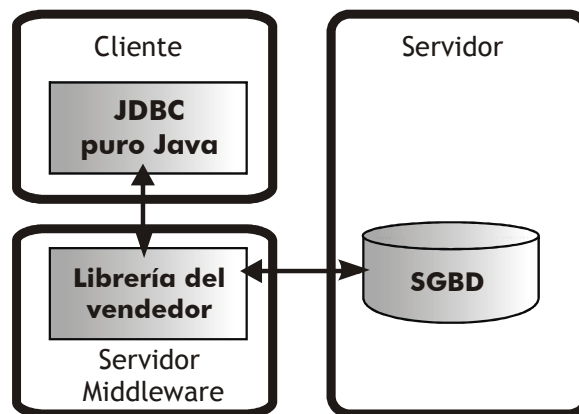 Cliente
JDBC
puro Java
Librería del
vendedor
Servidor
Middleware
Servidor
SGBD